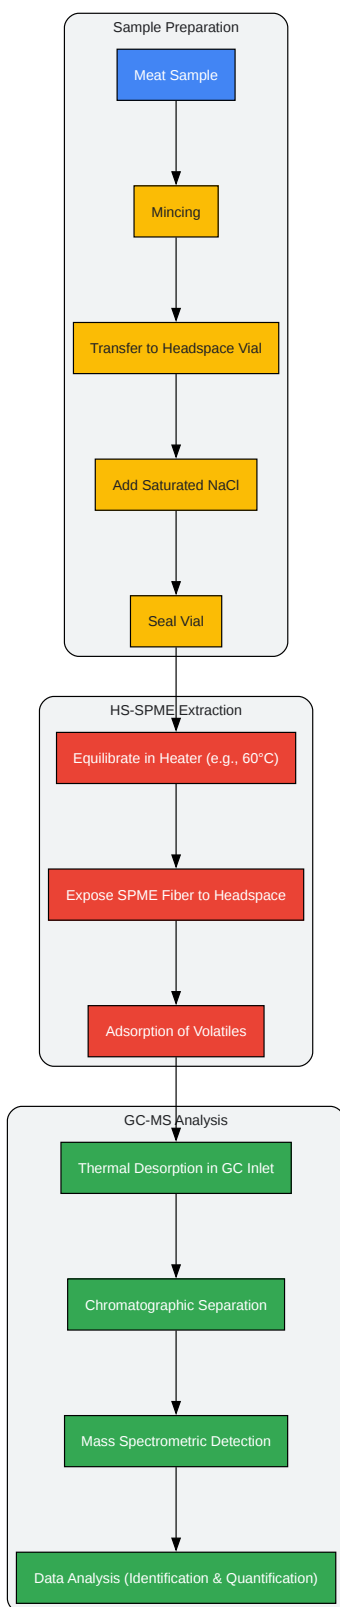 Sample Preparation
Meat Sample
Mincing
Transfer to Headspace Vial
Add Saturated NaCl
Seal Vial
HS-SPME Extraction
Equilibrate in Heater (e.g., 60°C)
Expose SPME Fiber to Headspace
Adsorption of Volatiles
GC-MS Analysis
Thermal Desorption in GC Inlet
Chromatographic Separation
Mass Spectrometric Detection
Data Analysis (Identification & Quantification)